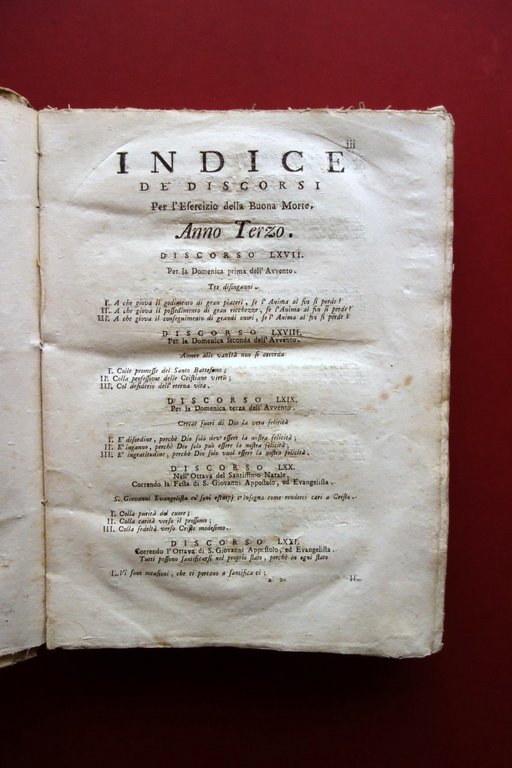 iii
INDICE
DE' DISCORSI
Per l'Esercizio della Buona Morte.
Anno Terzo.
DISCORSO LXVII.
Per la Domenica prima dell'Avvento.
Tre disinganni.
I. A che giova il godimento di gran piaceri, se l'Anima al fin si perde?
II. A che giova il possedimento di gran ricchezze, se l'Anima al fin si perde?
III. A che giova il conseguimento di grandi onori, se l'Anima al fin si perde?
DISCORSO LXVIII.
Per la Domenica seconda dell'Avvento.
alle vanità non si accorda
I. Colle promesse del Santo Battesimo;
II. Colla professione delle Cristiane virtù;
III. Col desiderio dell'eterna vita.
DISCORSO LXIX.
Per la Domenica terza dell'Avvento.
Cercar fuori di Dio la vera felicità
I. E' disordine, perchè Dio solo dev'essere la nostra felicità;
II. E' inganno, perchè Dio solo può essere la nostra felicità;
III. E' ingratitudine, perchè Dio solo vuol essere la nostra felicità.
DISCORSO LXX.
Nell'Ottava del Santissimo Natale,
Correndo la Festa di S. Giovanni Appostolo, ed Evangelista.
S. Giovanni Evangelista co' suoi esempj c'insegna come renderci cari a Cristo.
I. Colla purità del cuore;
II. Colla carità verso il prossimo;
III. Colla fedeltà verso Cristo medesimo.
DISCORSO LXXI.
Correndo l'Ottava di S. Giovanni Appostolo, ed Evangelista.
Tutti possono santificarsi nel proprio stato, perchè in ogni stato
I. Vi sono occasioni, che ci portano a santificarci;
a 2 II.